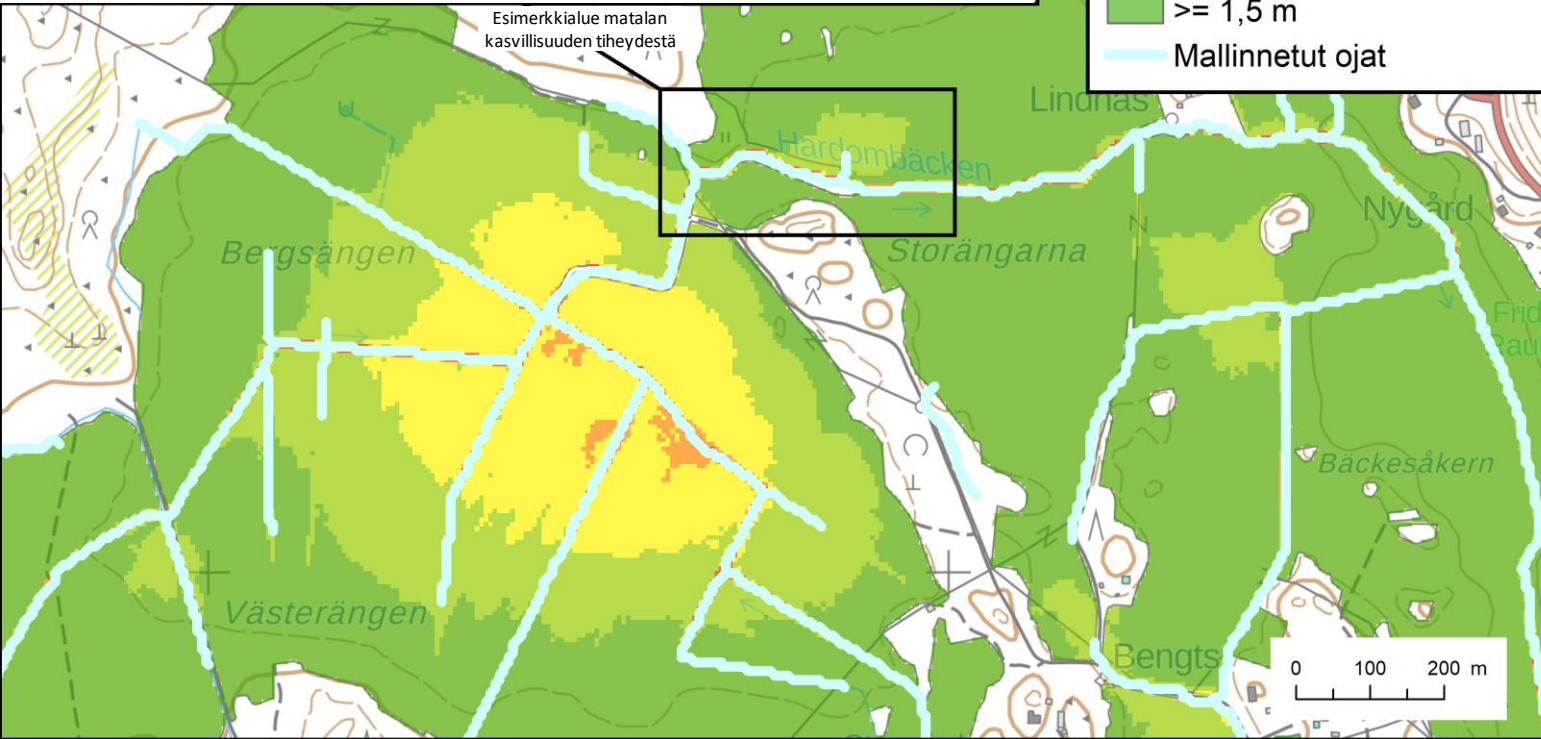 Esimerkkialue matalan
kasvillisuuden tiheydestä
>= 1,5 m
Mallinnetut ojat
Lindnäs
Hardombäcken
Nygård
Bergsängen
Storängarna
Bäckesåkern
Västerängen
Bengts
0 100 200 m